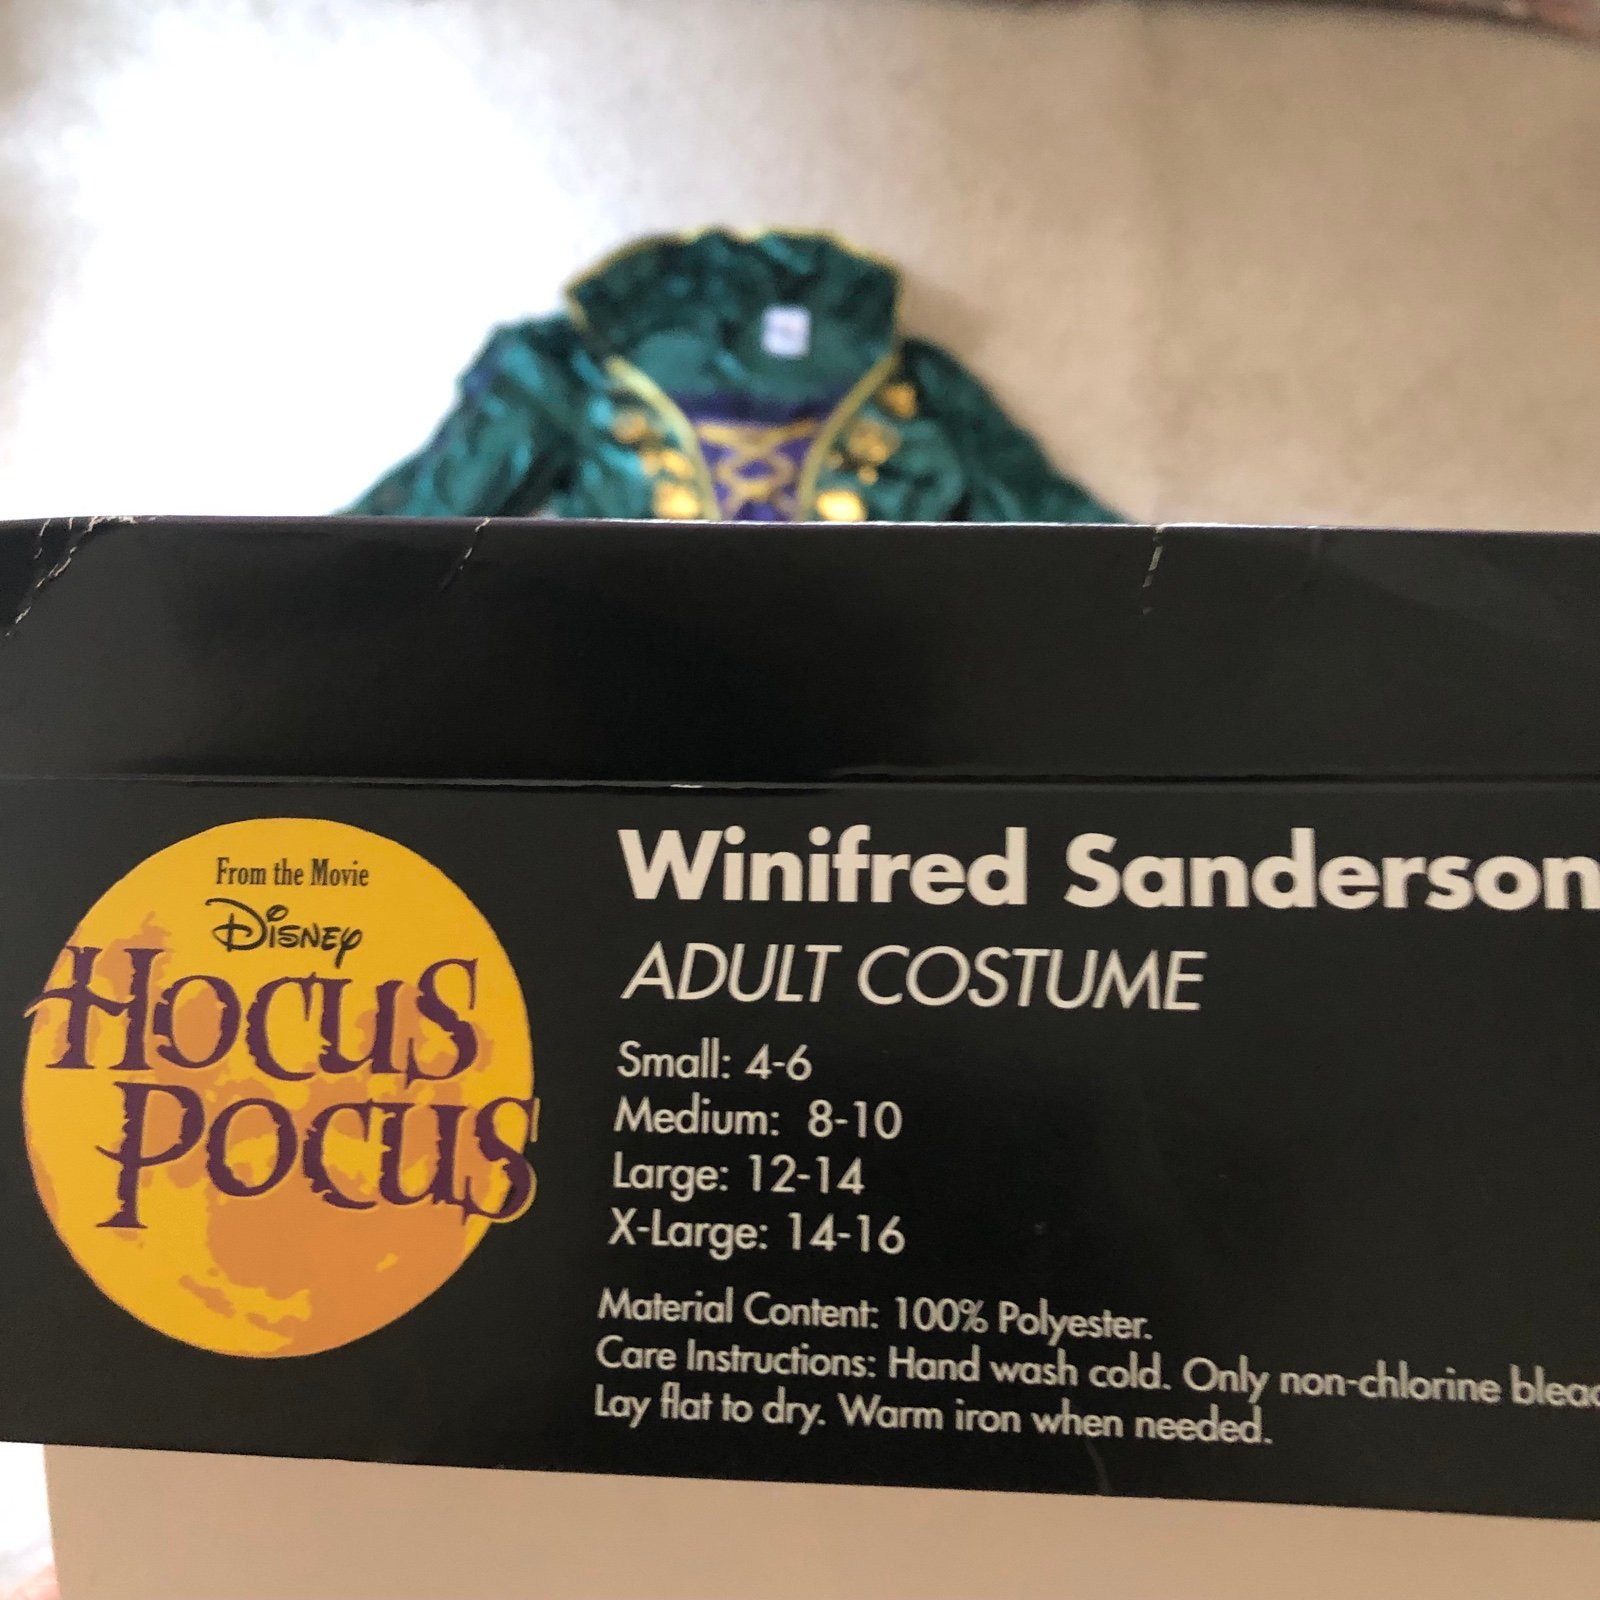 From the Movie
Disney
Hocus
Pocus
Winifred Sanderson
ADULT COSTUME
Small: 4-6
Medium: 8-10
Large: 12-14
X-Large: 14-16
Material Content: 100% Polyester.
Care Instructions: Hand wash cold. Only non-chlorine bleac
Lay flat to dry. Warm iron when needed.